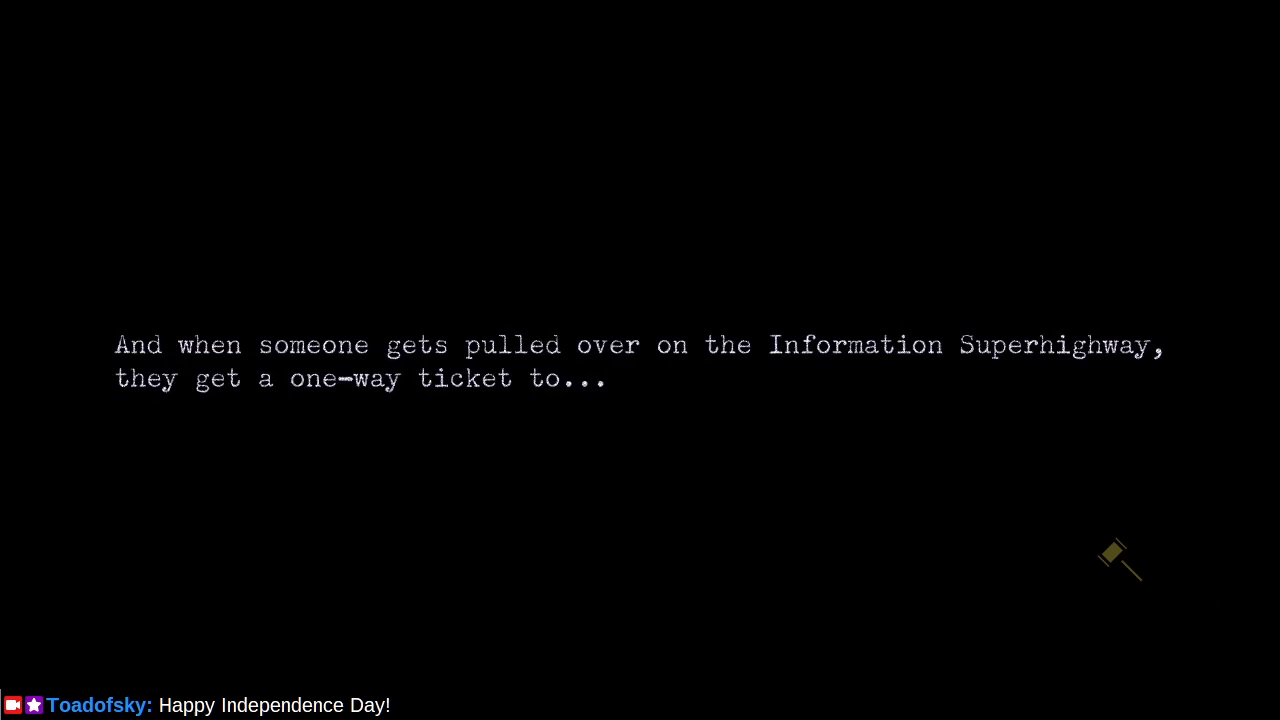 And when someone gets pulled over on the Information Superhighway,
they get a one-way ticket to...
Toadofsky: Happy Independence Day!